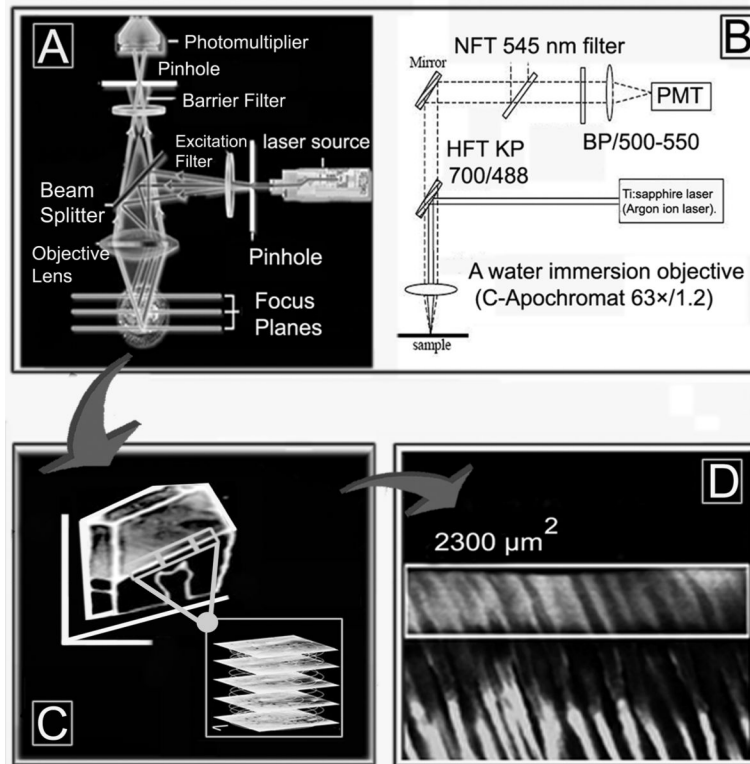 A
Photomultiplier
Pinhole
Barrier Filter
Excitation
Filter
laser source
Beam
Splitter
Pinhole
Objective
Lens
Focus
Planes
B
NFT 545 nm filter
Mirror
PMT
BP/500-550
HFT KP
700/488
Ti:sapphire laser
(Argon ion laser).
A water immersion objective
(C-Apochromat 63×/1.2)
sample
C
D
2300 µm²